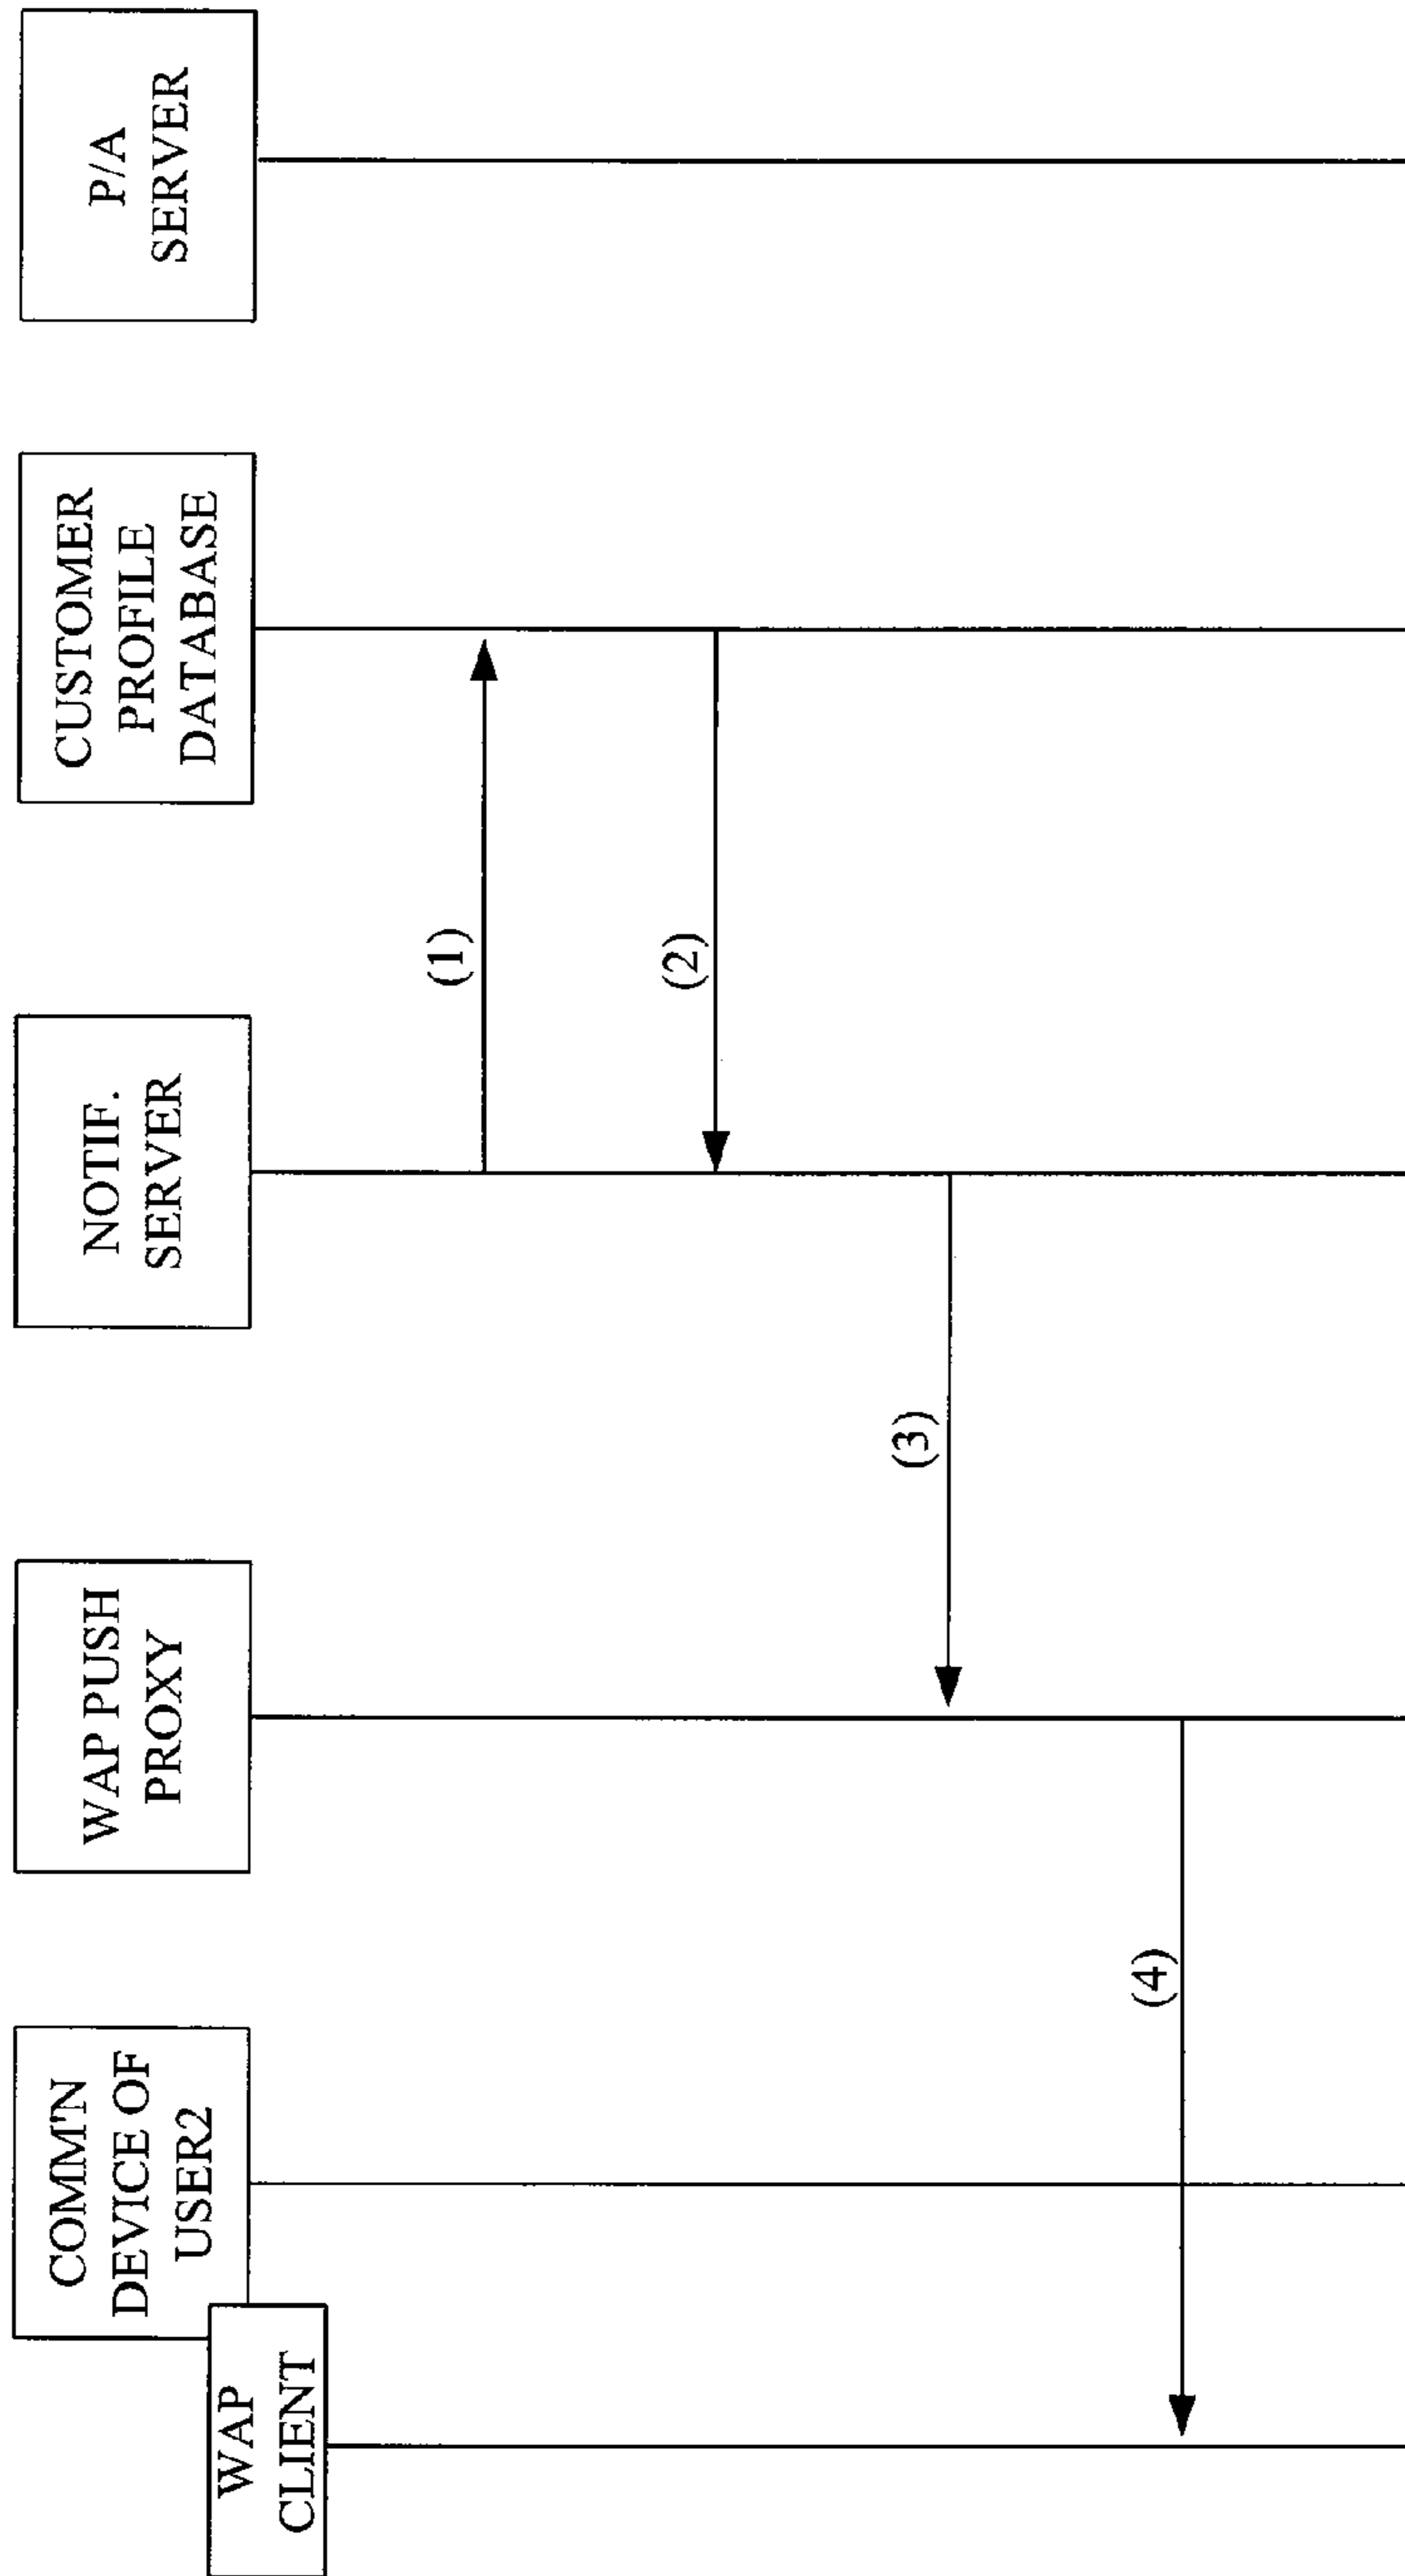 WAP
CLIENT
COMM'N
DEVICE OF
USER2
WAP PUSH
PROXY
NOTIF.
SERVER
CUSTOMER
PROFILE
DATABASE
P/A
SERVER
(1)
(2)
(3)
(4)